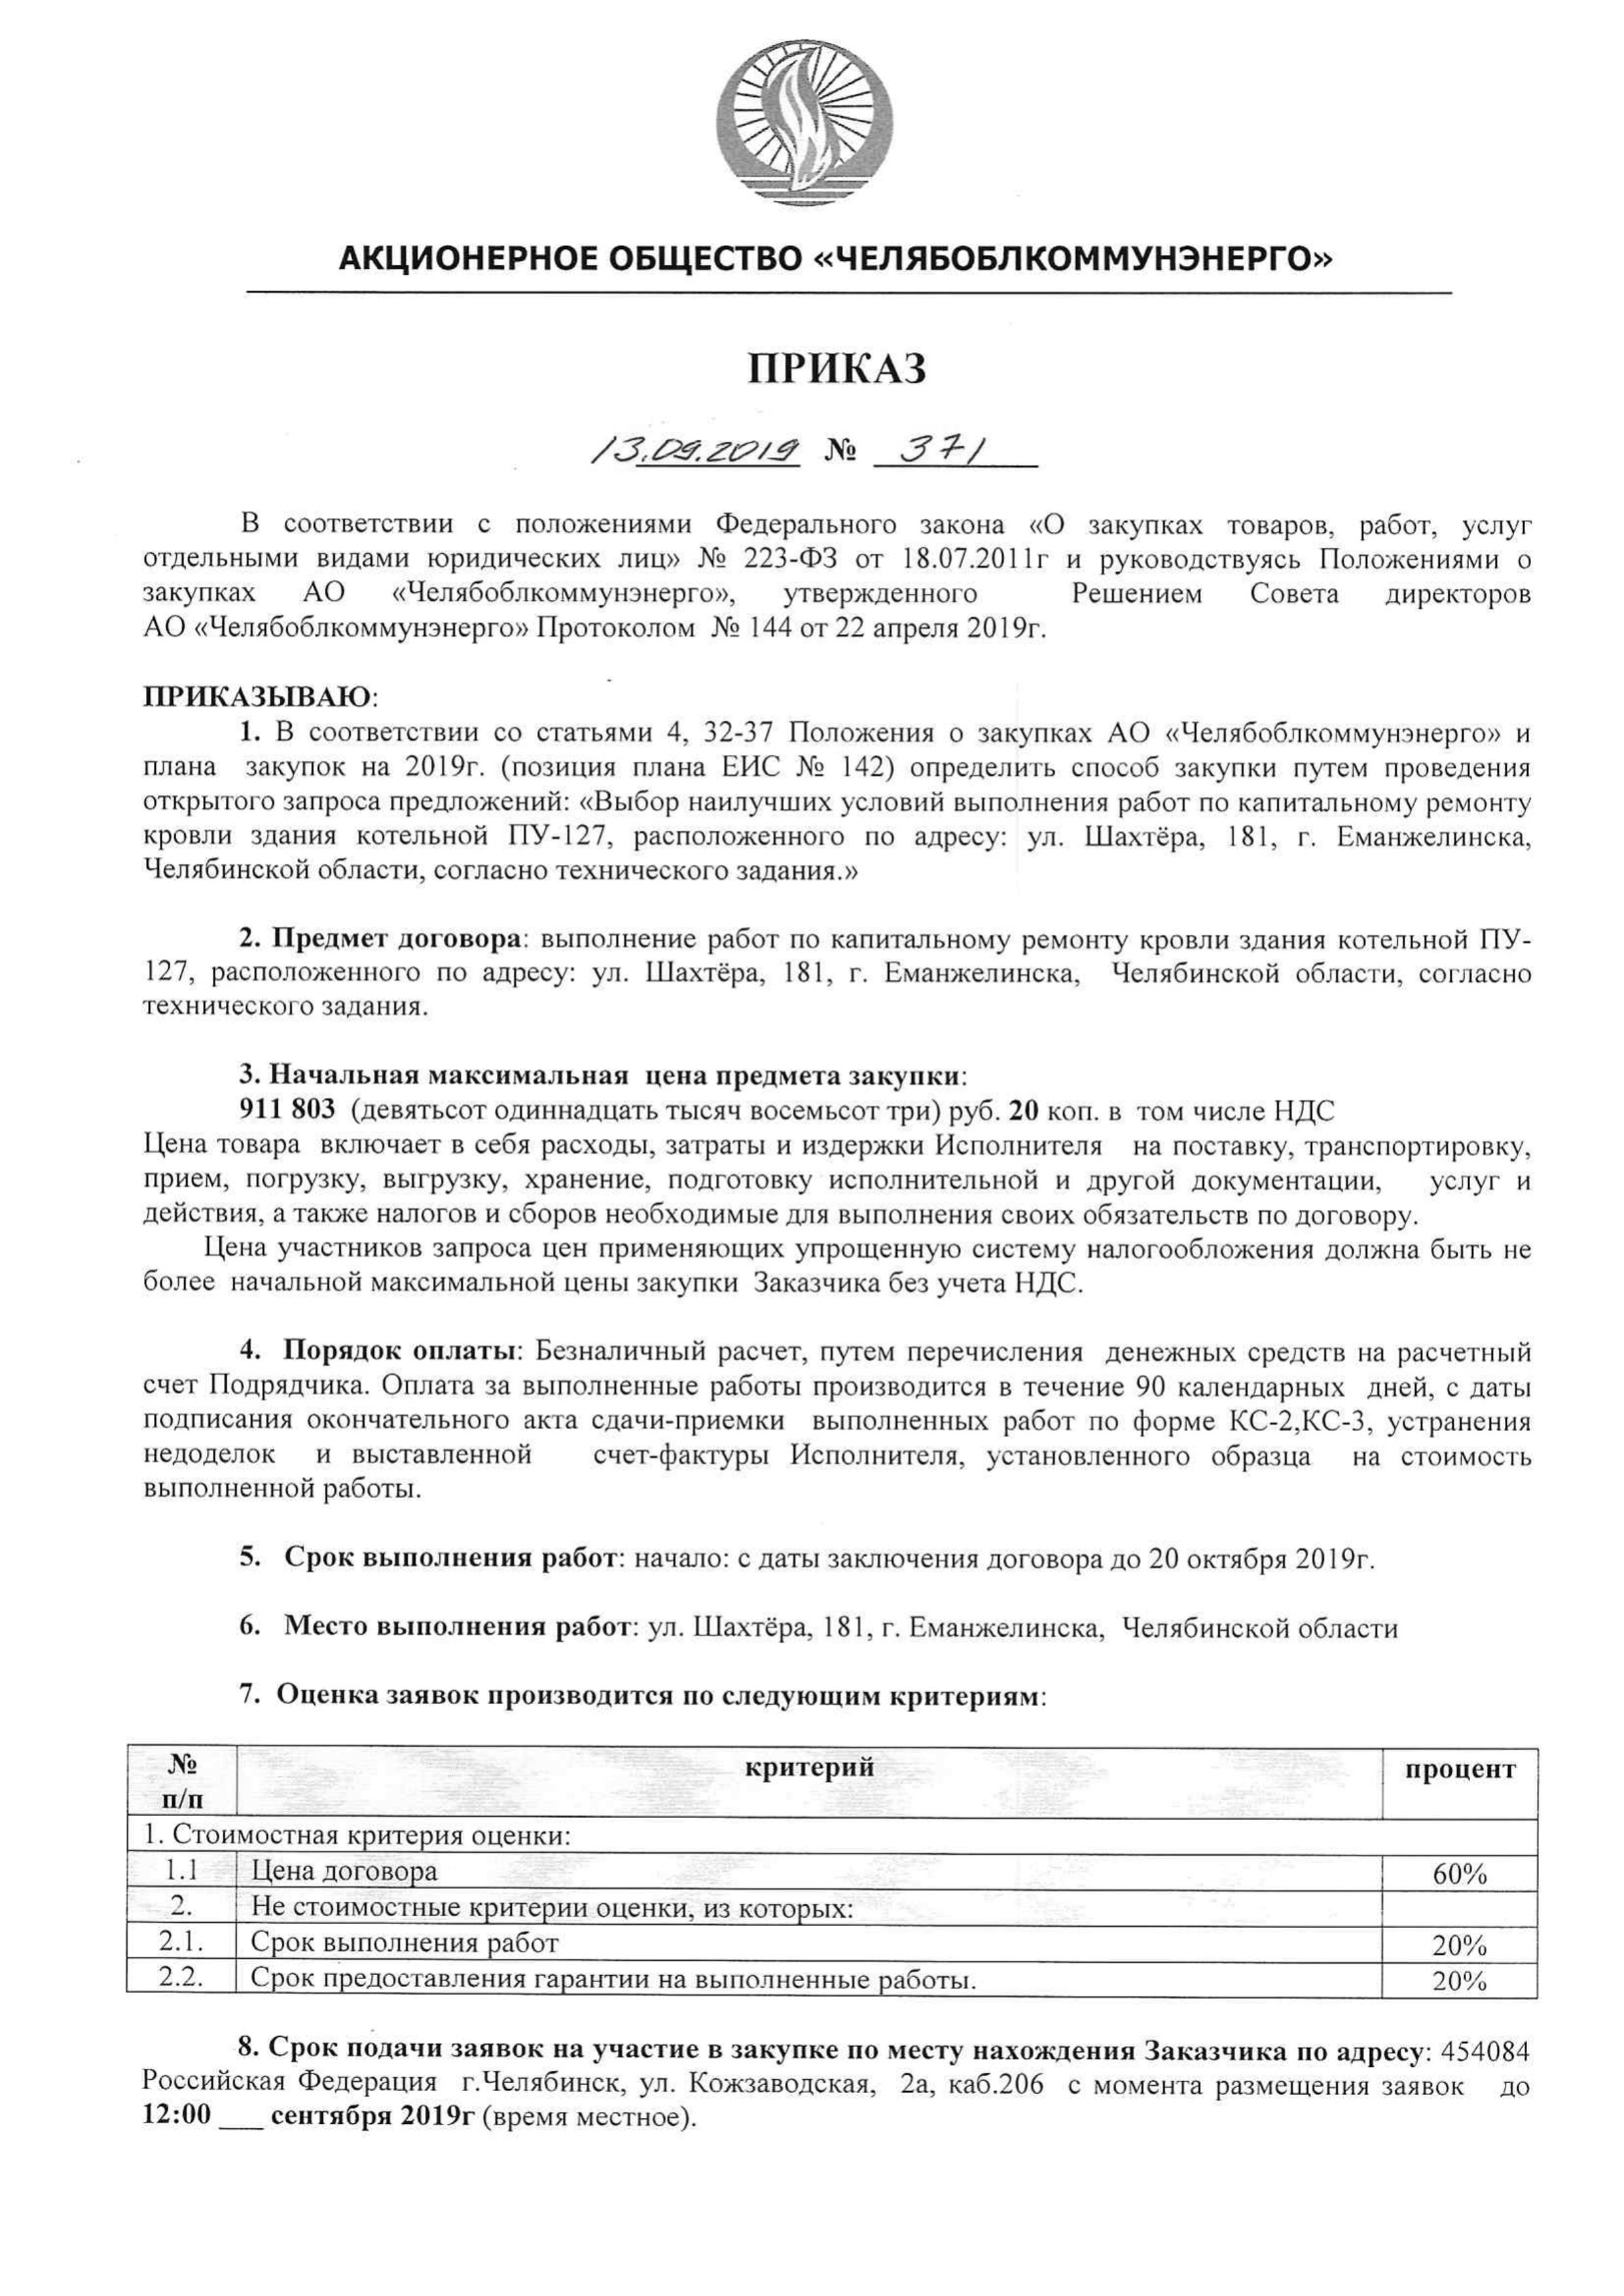 АКЦИОНЕРНОЕ ОБЩЕСТВО «ЧЕЛЯБОБЛКОММУНЭНЕРГО»
ПРИКАЗ
13.09.2019 № 371
В соответствии с положениями Федерального закона «О закупках товаров, работ, услуг
отдельными видами юридических лиц» № 223-ФЗ от 18.07.2011г и руководствуясь Положениями о
закупках АО «Челябоблкоммунэнерго», утвержденного Решением Совета директоров
АО «Челябоблкоммунэнерго» Протоколом № 144 от 22 апреля 2019г.
ПРИКАЗЫВАЮ:
1. В соответствии со статьями 4, 32-37 Положения о закупках АО «Челябоблкоммунэнерго» и
плана закупок на 2019г. (позиция плана ЕИС № 142) определить способ закупки путем проведения
открытого запроса предложений: «Выбор наилучших условий выполнения работ по капитальному ремонту
кровли здания котельной ПУ-127, расположенного по адресу: ул. Шахтёра, 181, г. Еманжелинска,
Челябинской области, согласно технического задания.»
2. Предмет договора: выполнение работ по капитальному ремонту кровли здания котельной ПУ-
127, расположенного по адресу: ул. Шахтёра, 181, г. Еманжелинска, Челябинской области, согласно
технического задания.
3. Начальная максимальная цена предмета закупки:
911 803 (девятьсот одиннадцать тысяч восемьсот три) руб. 20 коп. в том числе НДС
Цена товара включает в себя расходы, затраты и издержки Исполнителя на поставку, транспортировку,
прием, погрузку, выгрузку, хранение, подготовку исполнительной и другой документации, услуг и
действия, а также налогов и сборов необходимые для выполнения своих обязательств по договору.
Цена участников запроса цен применяющих упрощенную систему налогообложения должна быть не
более начальной максимальной цены закупки Заказчика без учета НДС.
4. Порядок оплаты: Безналичный расчет, путем перечисления денежных средств на расчетный
счет Подрядчика. Оплата за выполненные работы производится в течение 90 календарных дней, с даты
подписания окончательного акта сдачи-приемки выполненных работ по форме КС-2,КС-3, устранения
недоделок и выставленной счет-фактуры Исполнителя, установленного образца на стоимость
выполненной работы.
5. Срок выполнения работ: начало: с даты заключения договора до 20 октября 2019г.
6. Место выполнения работ: ул. Шахтёра, 181, г. Еманжелинска, Челябинской области
7. Оценка заявок производится по следующим критериям:
№ критерий процент
п/п
1. Стоимостная критерия оценки:
1.1 Цена договора 60%
2. Не стоимостные критерии оценки, из которых:
2.1. Срок выполнения работ 20%
2.2. Срок предоставления гарантии на выполненные работы. 20%
8. Срок подачи заявок на участие в закупке по месту нахождения Заказчика по адресу: 454084
Российская Федерация г.Челябинск, ул. Кожзаводская, 2а, каб.206 с момента размещения заявок до
12:00 ___ сентября 2019г (время местное).